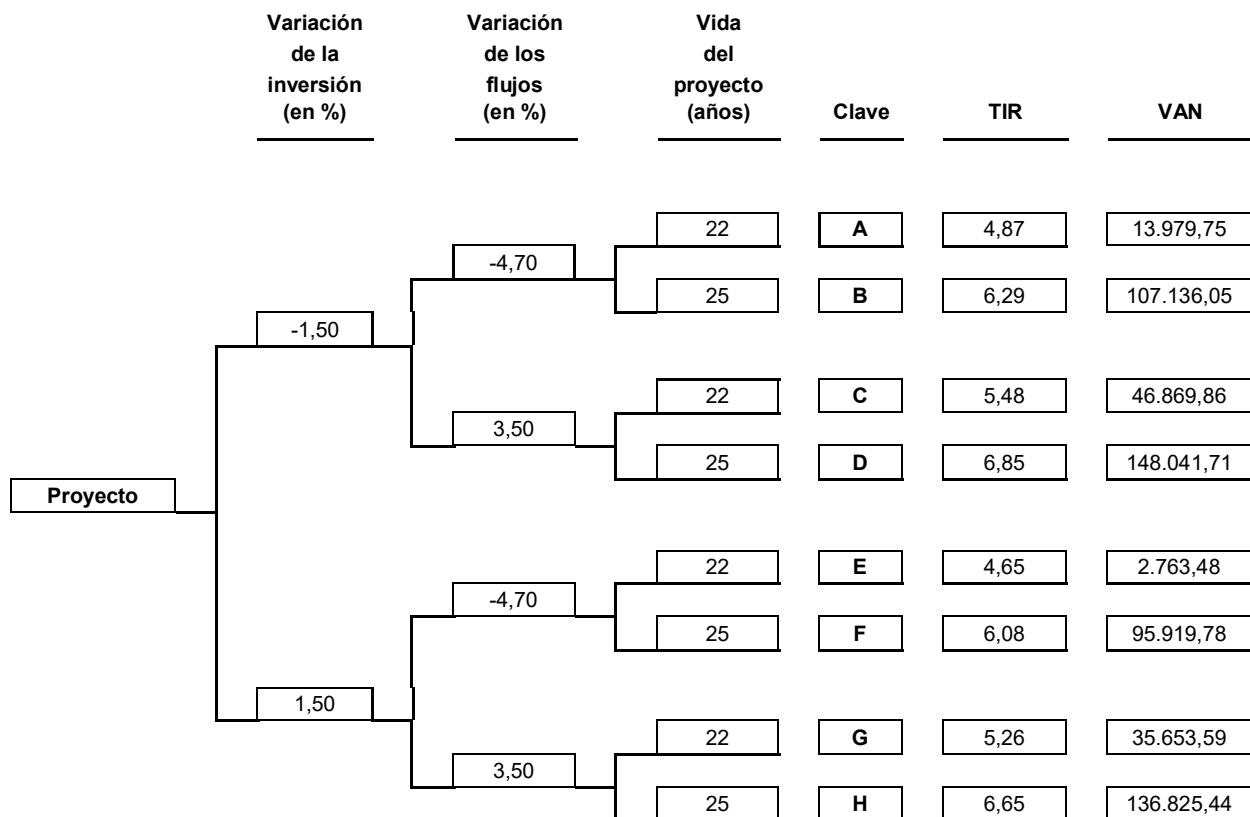 Variación de la inversión (en %)
Variación de los flujos (en %)
Vida del proyecto (años)
Clave
TIR
VAN
22 A 4,87 13.979,75
-4,70
25 B 6,29 107.136,05
-1,50
22 C 5,48 46.869,86
3,50
25 D 6,85 148.041,71
Proyecto
22 E 4,65 2.763,48
-4,70
25 F 6,08 95.919,78
1,50
22 G 5,26 35.653,59
3,50
25 H 6,65 136.825,44